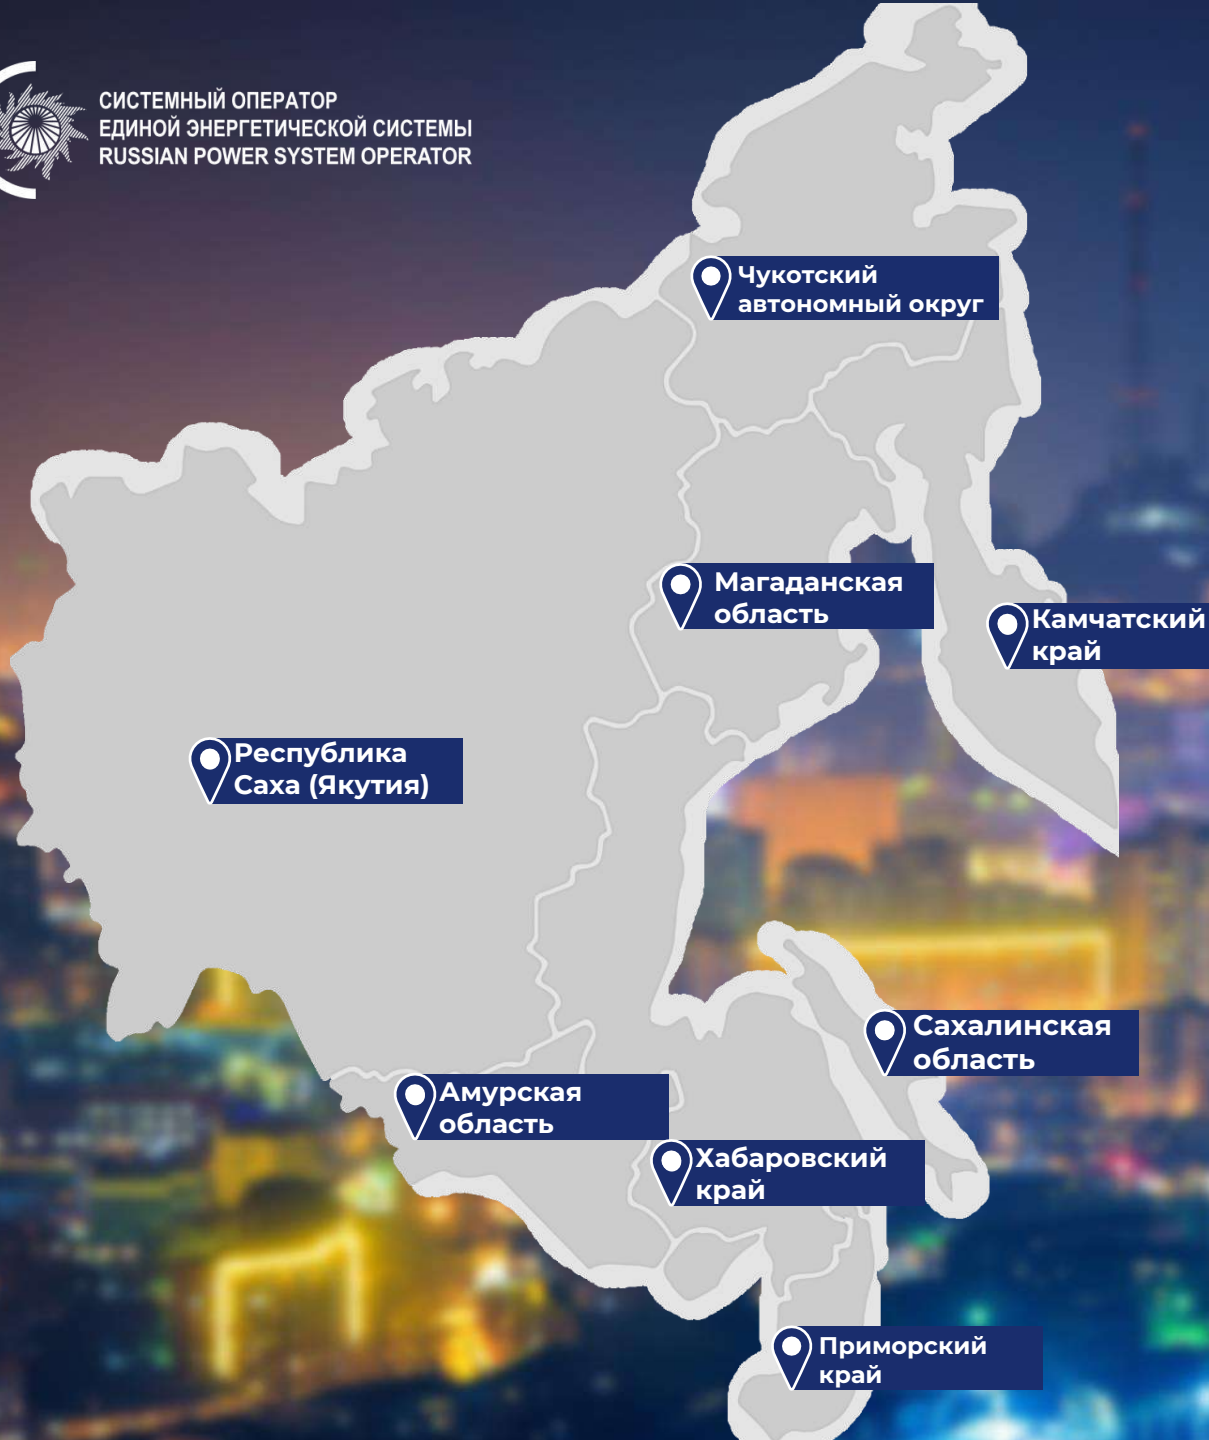 СИСТЕМНЫЙ ОПЕРАТОР
ЕДИНОЙ ЭНЕРГЕТИЧЕСКОЙ СИСТЕМЫ
RUSSIAN POWER SYSTEM OPERATOR
Чукотский
автономный округ
Магаданская
область
Камчатский
край
Республика
Саха (Якутия)
Сахалинская
область
Амурская
область
Хабаровский
край
Приморский
край